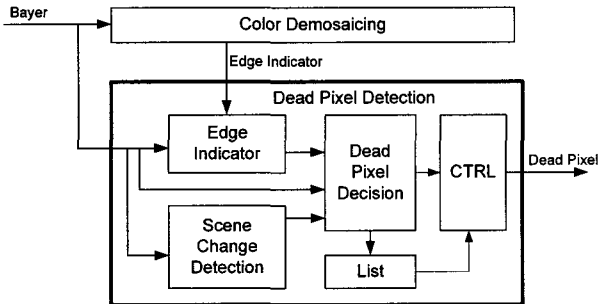 Bayer
Color Demosaicing
Edge Indicator
Dead Pixel Detection
Edge
Indicator
Dead
Pixel
Decision
CTRL
Dead Pixel
Scene
Change
Detection
List